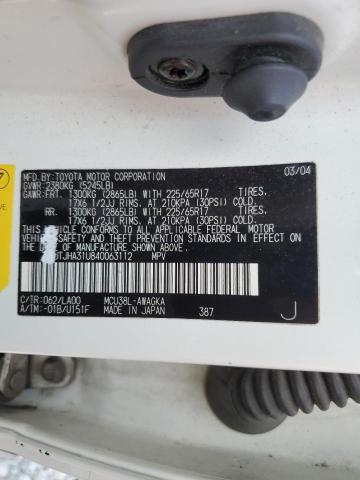 MFD.BY:TOYOTA MOTOR CORPORATION 03/04
GVWR:2380KG (5245LB)
GAWR:FRT. 1300KG (2865LB) WITH 225/65R17 TIRES.
17X6 1/2JJ RIMS. AT 210KPA (30PSI) COLD
RR. 1300KG (2865LB) WITH 225/65R17 TIRES.
17X6 1/2JJ RIMS. AT 210KPA (30PSI) COLD
THIS VEHICLE CONFORMS TO ALL APPLICABLE FEDERAL MOTOR
VEHICLE SAFETY STANDARDS IN EFFECT ON
THE DATE OF MANUFACTURE SHOWN ABOVE.
JTJHA31U840063112 MPV
C/TR:062/LA00 MCU38L-AWAGKA
A/TM:-01B/U151F MADE IN JAPAN 387 J